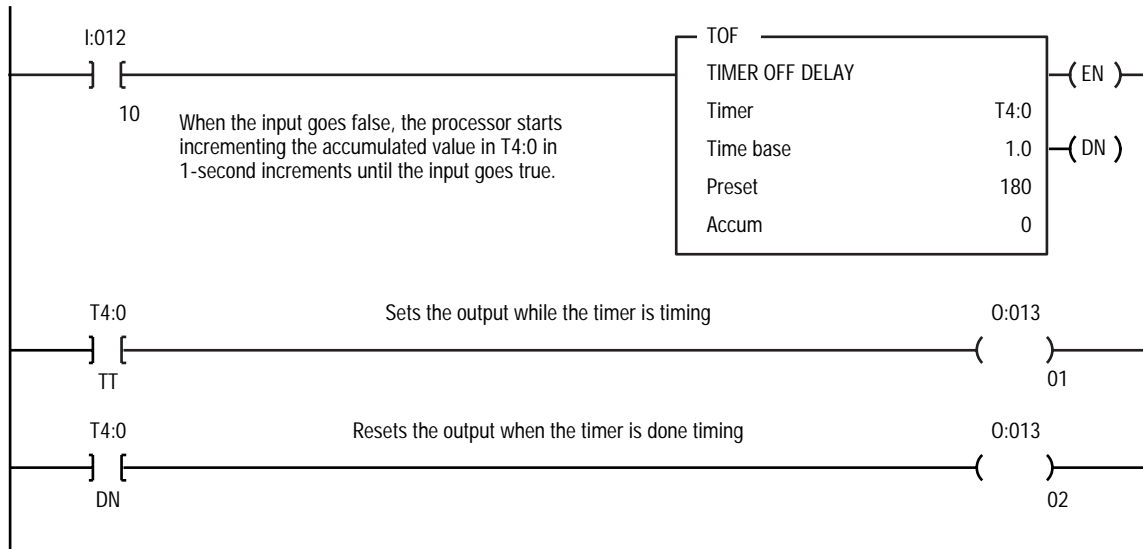 I:012
10
When the input goes false, the processor starts
incrementing the accumulated value in T4:0 in
1-second increments until the input goes true.
TOF
TIMER OFF DELAY
Timer T4:0
Time base 1.0
Preset 180
Accum 0
EN
DN
T4:0
TT
Sets the output while the timer is timing
O:013
01
T4:0
DN
Resets the output when the timer is done timing
O:013
02